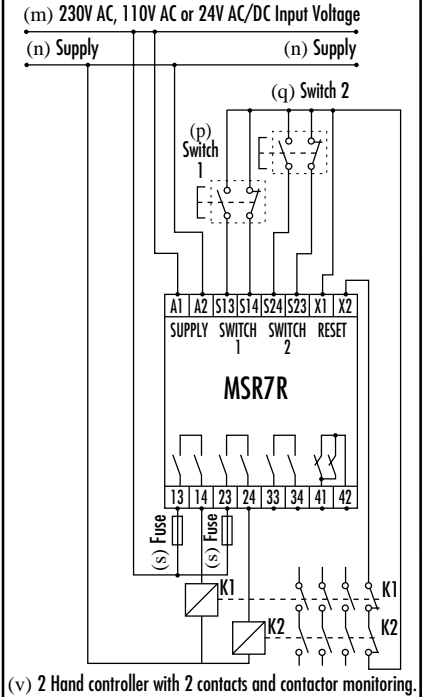 (m) 230V AC, 110V AC or 24V AC/DC Input Voltage
(n) Supply (n) Supply
(q) Switch 2
(p)
Switch
1
A1 A2 S13 S14 S24 S23 X1 X2
SUPPLY SWITCH SWITCH RESET
1 2
MSR7R
13 14 23 24 33 34 41 42
(s) Fuse (s) Fuse
K1 K1
K2 K2
(v) 2 Hand controller with 2 contacts and contactor monitoring.